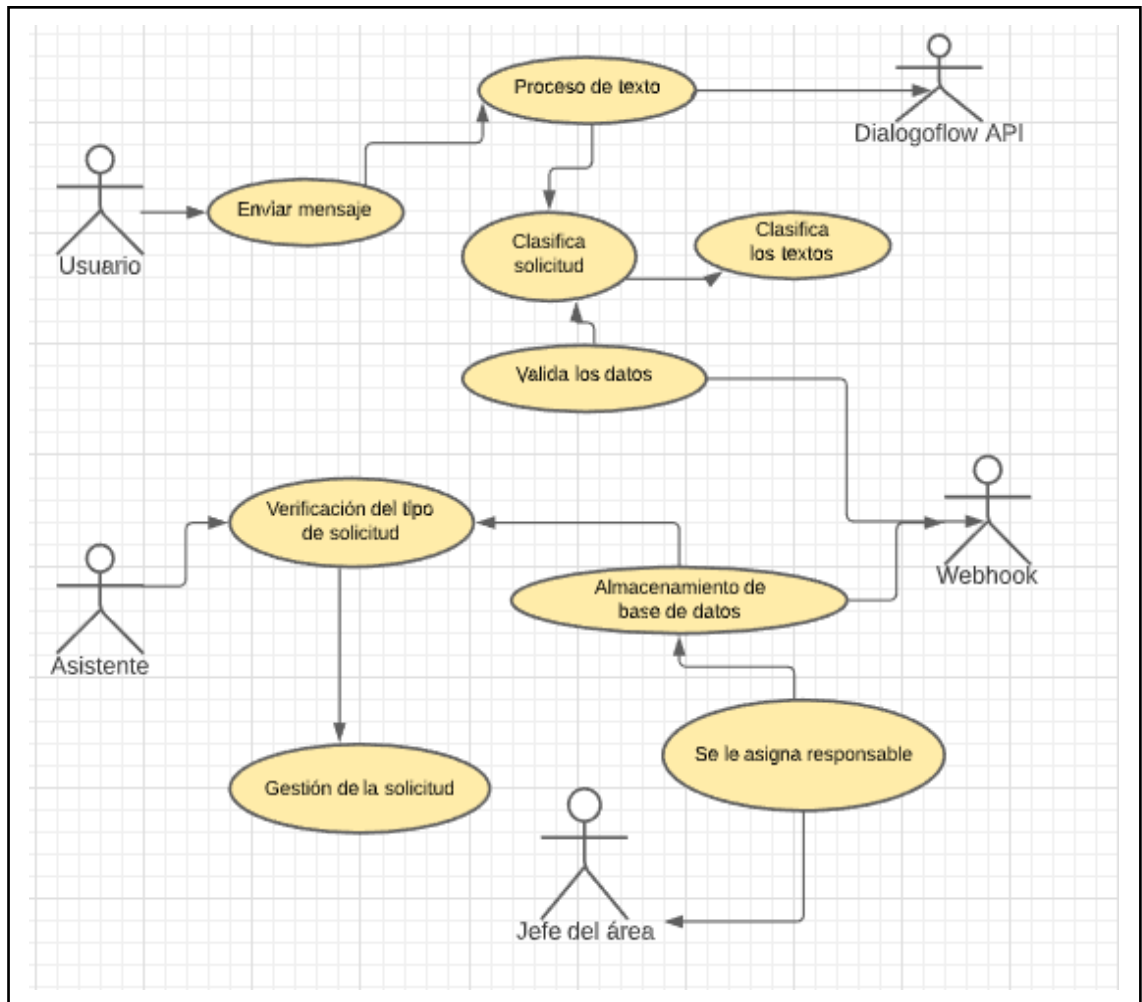 Proceso de texto
Dialogoflow API
Enviar mensaje
Usuario
Clasifica
solicitud
Clasifica
los textos
Valida los datos
Verificación del tipo
de solicitud
Webhook
Almacenamiento de
base de datos
Asistente
Se le asigna responsable
Gestión de la solicitud
Jefe del área